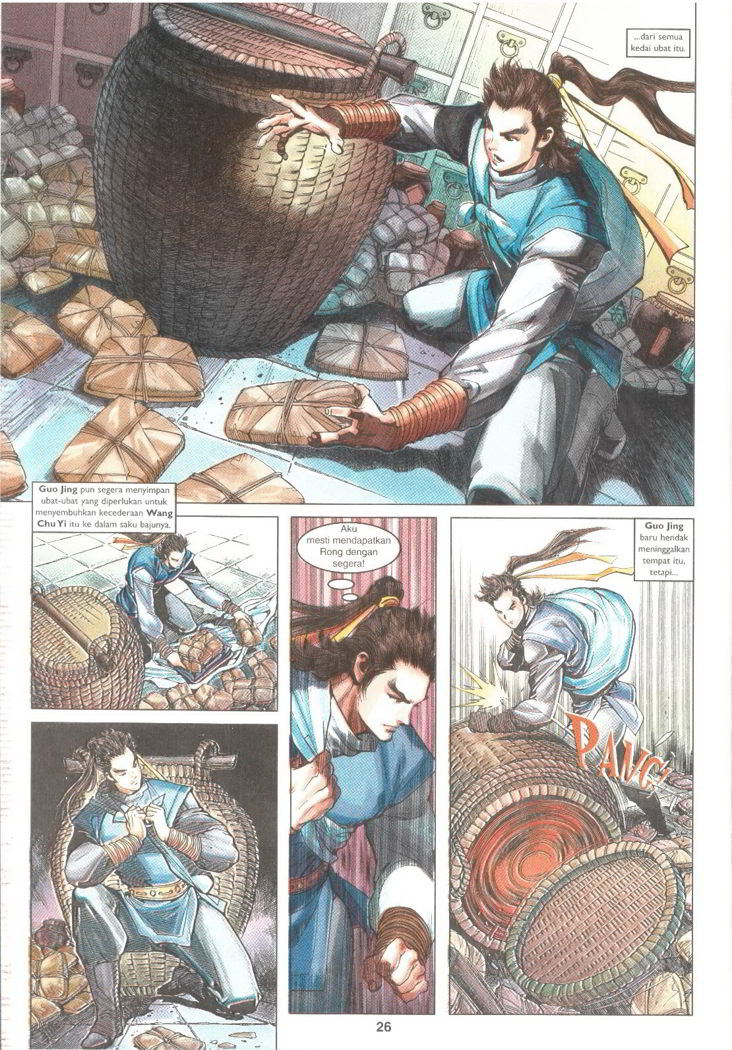 ...dari semua
kedai ubat itu.
Guo Jing pun segera menyimpan
ubat-ubat yang diperlukan untuk
menyembuhkan kecederaan Wang
Chu Yi itu ke dalam saku bajunya.
Aku
mesti mendapatkan
Rong dengan
segera!
Guo Jing
baru hendak
meninggalkan
tempat itu,
tetapi...
PANG!
26